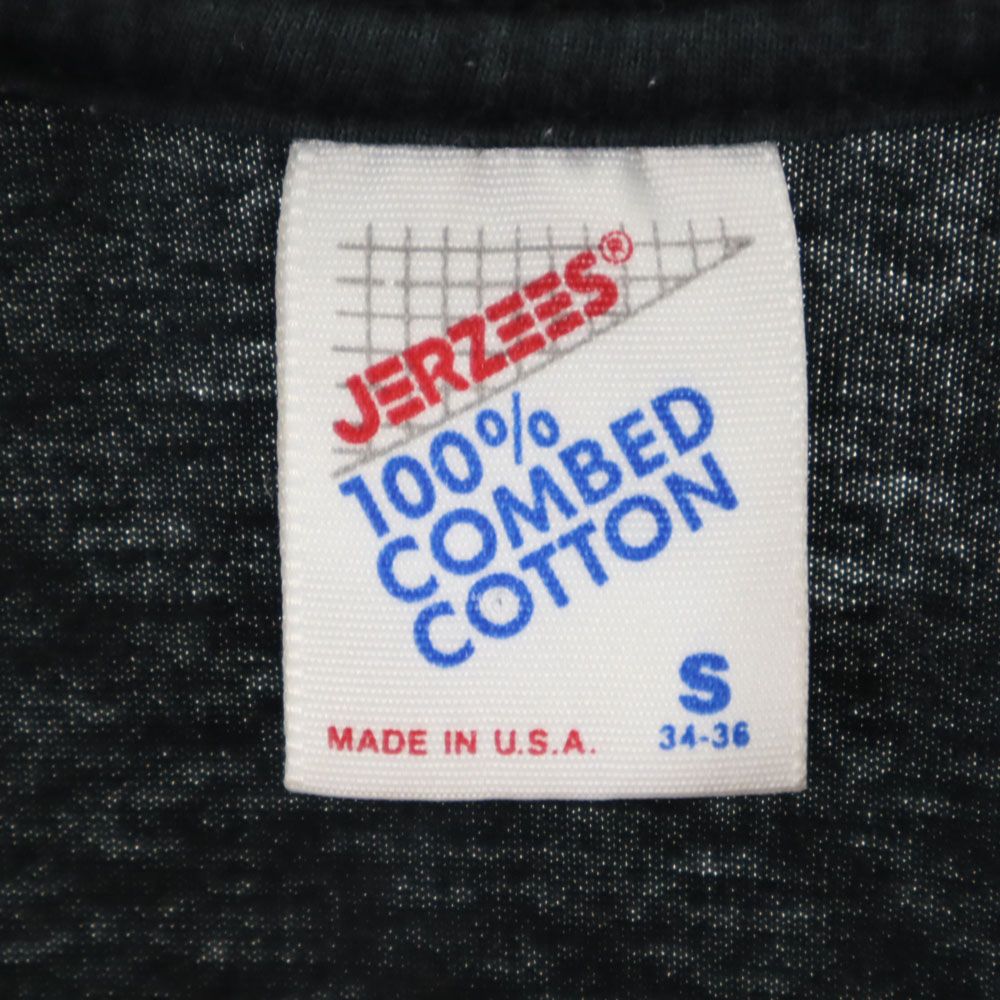 JERZEES®
100%
COMBED
COTTON
S
MADE IN U.S.A. 34-36